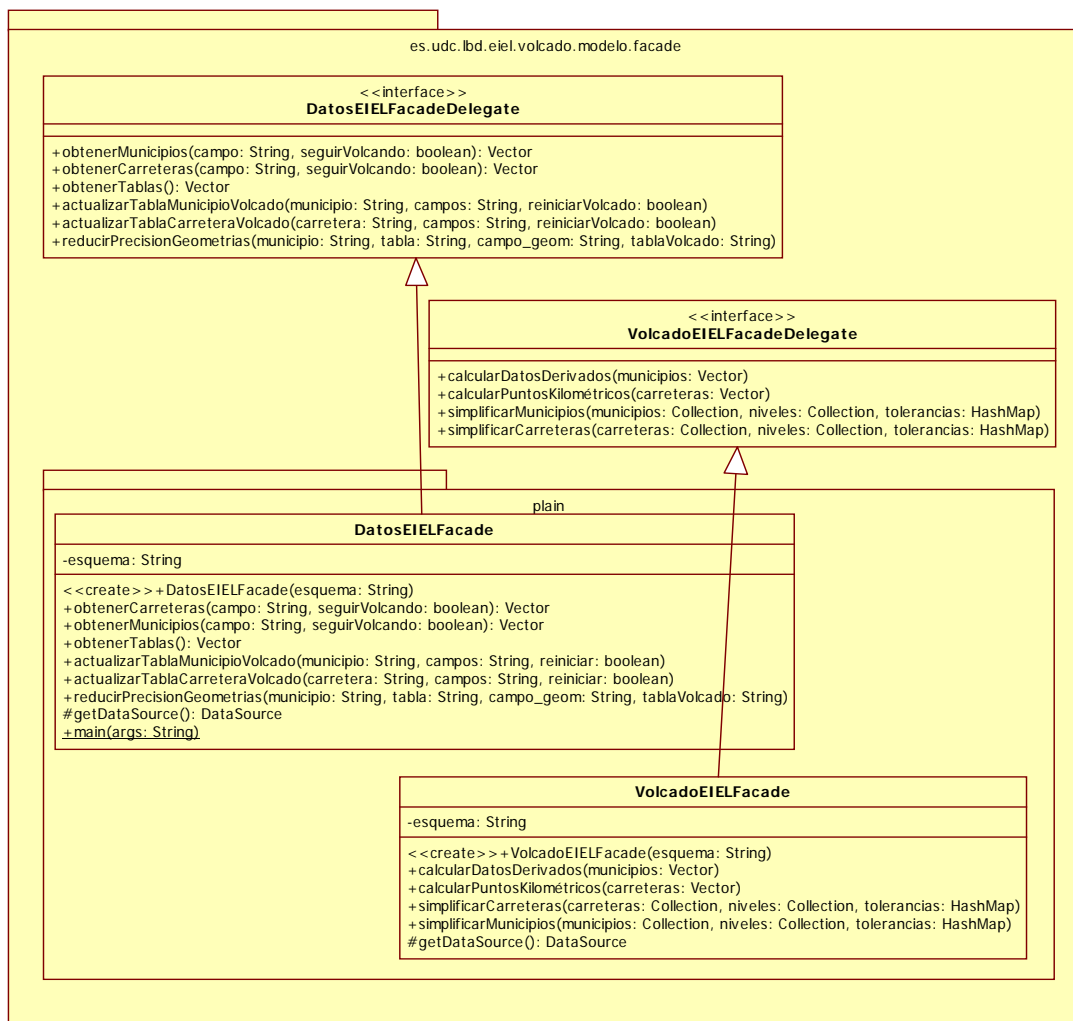 es.udc.lbd.eiel.volcado.modelo.facade
<<interface>>
DatosEIELFacadeDelegate
+obtenerMunicipios(campo: String, seguirVolcando: boolean): Vector
+obtenerCarreteras(campo: String, seguirVolcando: boolean): Vector
+obtenerTablas(): Vector
+actualizarTablaMunicipioVolcado(municipio: String, campos: String, reiniciarVolcado: boolean)
+actualizarTablaCarreteraVolcado(carretera: String, campos: String, reiniciarVolcado: boolean)
+reducirPrecisionGeometrias(municipio: String, tabla: String, campo_geom: String, tablaVolcado: String)
<<interface>>
VolcadoEIELFacadeDelegate
+calcularDatosDerivados(municipios: Vector)
+calcularPuntosKilométricos(carreteras: Vector)
+simplificarMunicipios(municipios: Collection, niveles: Collection, tolerancias: HashMap)
+simplificarCarreteras(carreteras: Collection, niveles: Collection, tolerancias: HashMap)
plain
DatosEIELFacade
-esquema: String
<<create>>+DatosEIELFacade(esquema: String)
+obtenerCarreteras(campo: String, seguirVolcando: boolean): Vector
+obtenerMunicipios(campo: String, seguirVolcando: boolean): Vector
+obtenerTablas(): Vector
+actualizarTablaMunicipioVolcado(municipio: String, campos: String, reiniciar: boolean)
+actualizarTablaCarreteraVolcado(carretera: String, campos: String, reiniciar: boolean)
+reducirPrecisionGeometrias(municipio: String, tabla: String, campo_geom: String, tablaVolcado: String)
#getDataSource(): DataSource
+main(args: String)
VolcadoEIELFacade
-esquema: String
<<create>>+VolcadoEIELFacade(esquema: String)
+calcularDatosDerivados(municipios: Vector)
+calcularPuntosKilométricos(carreteras: Vector)
+simplificarCarreteras(carreteras: Collection, niveles: Collection, tolerancias: HashMap)
+simplificarMunicipios(municipios: Collection, niveles: Collection, tolerancias: HashMap)
#getDataSource(): DataSource